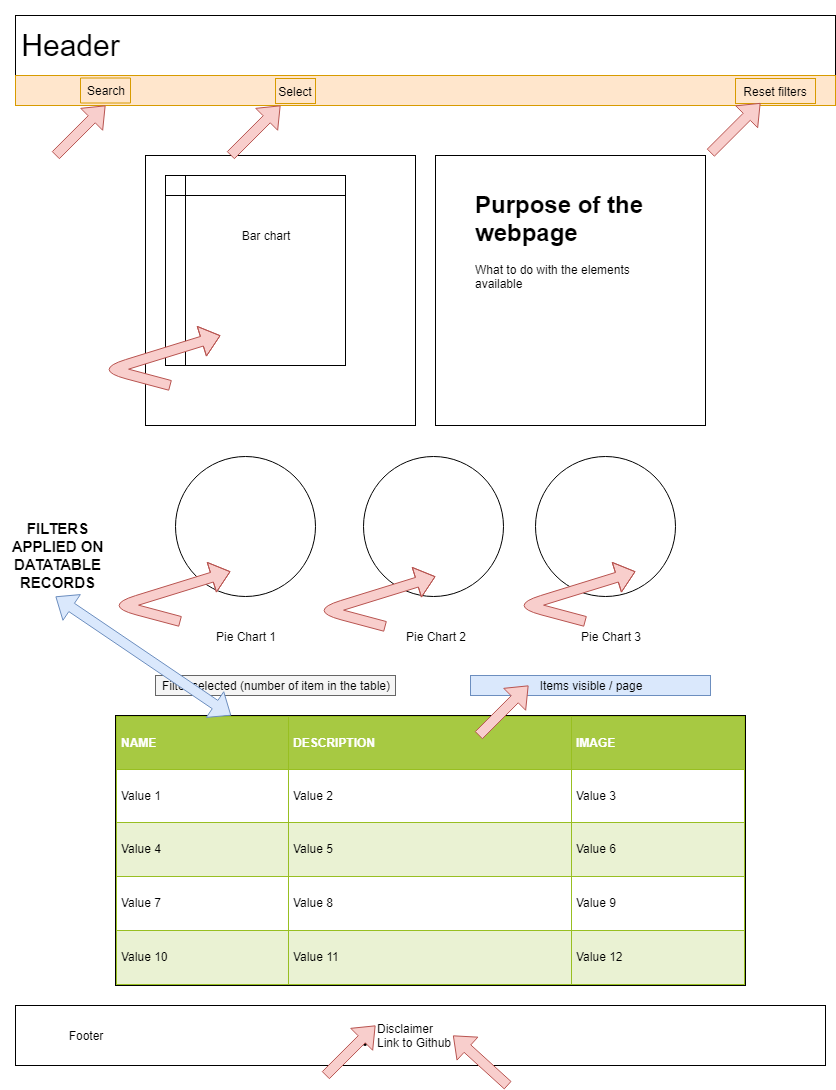 Header
Search
Select
Reset filters
Bar chart
Purpose of the
webpage
What to do with the elements
available
FILTERS
APPLIED ON
DATATABLE
RECORDS
Pie Chart 1
Pie Chart 2
Pie Chart 3
Filter selected (number of item in the table)
Items visible / page
NAME DESCRIPTION IMAGE
Value 1 Value 2 Value 3
Value 4 Value 5 Value 6
Value 7 Value 8 Value 9
Value 10 Value 11 Value 12
Footer
Disclaimer
Link to Github